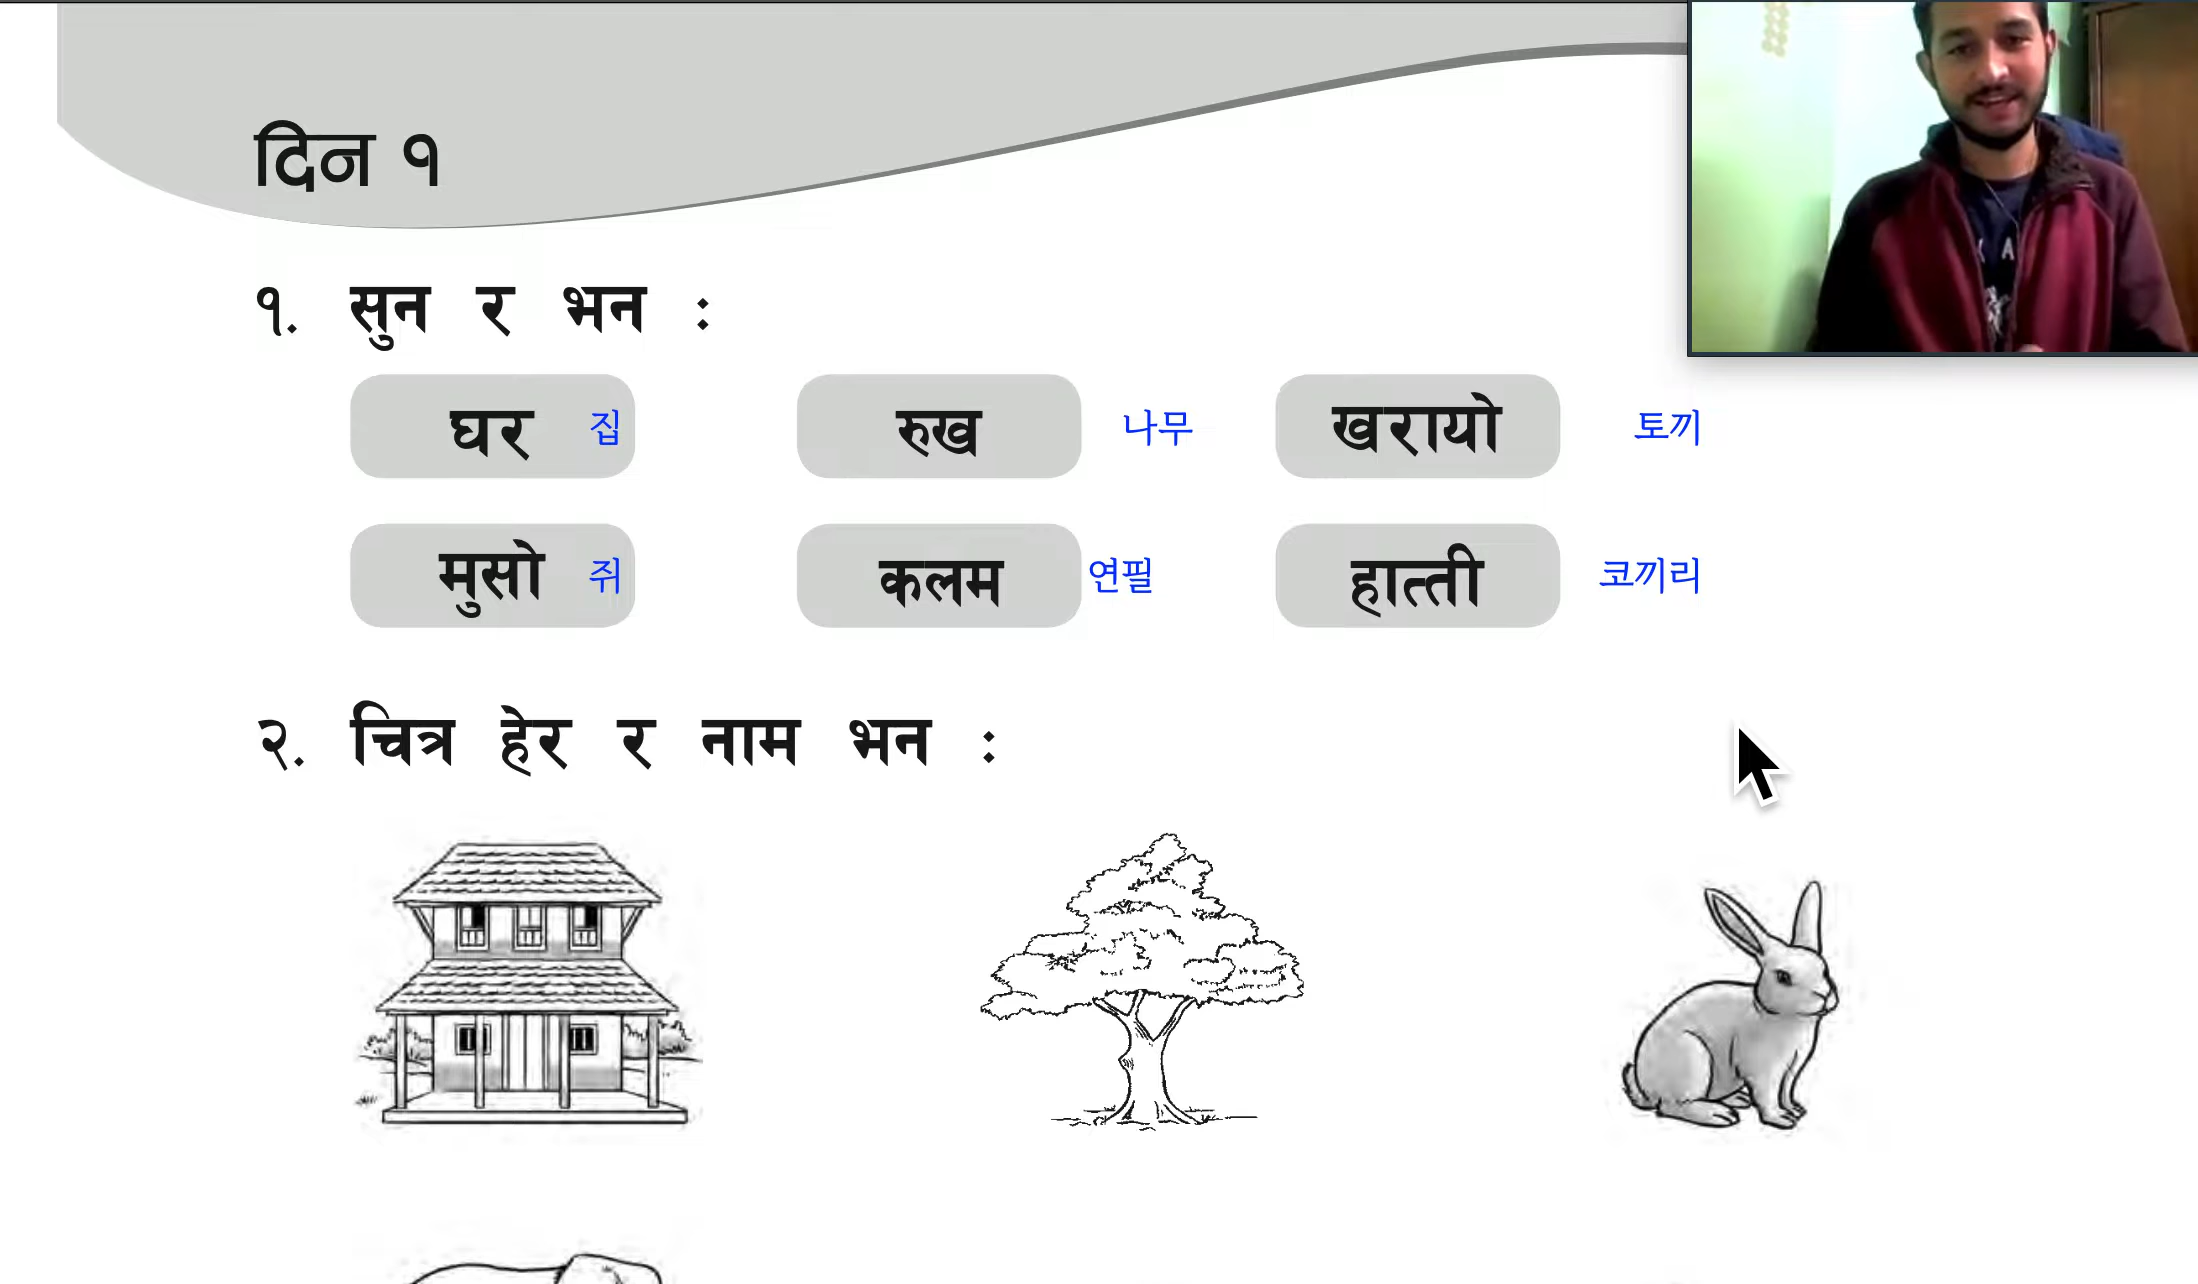 दिन १
१. सुन र भन :
घर 집 रुख 나무 खरायो 토끼
मुसो 쥐 कलम 연필 हात्ती 코끼리
२. चित्र हेर र नाम भन :